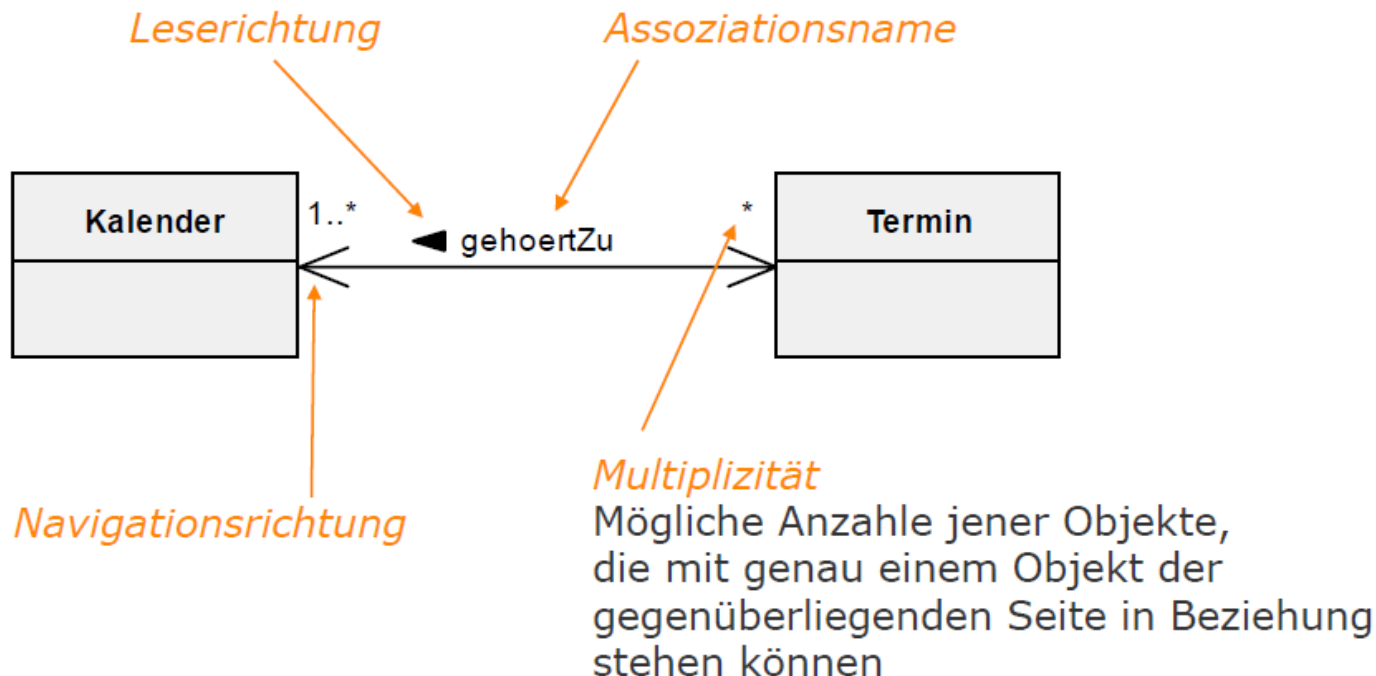 Leserichtung
Assoziationsname
Kalender
1..*
◄ gehoertZu
*
Termin
Navigationsrichtung
Multiplizität
Mögliche Anzahle jener Objekte,
die mit genau einem Objekt der
gegenüberliegenden Seite in Beziehung
stehen können